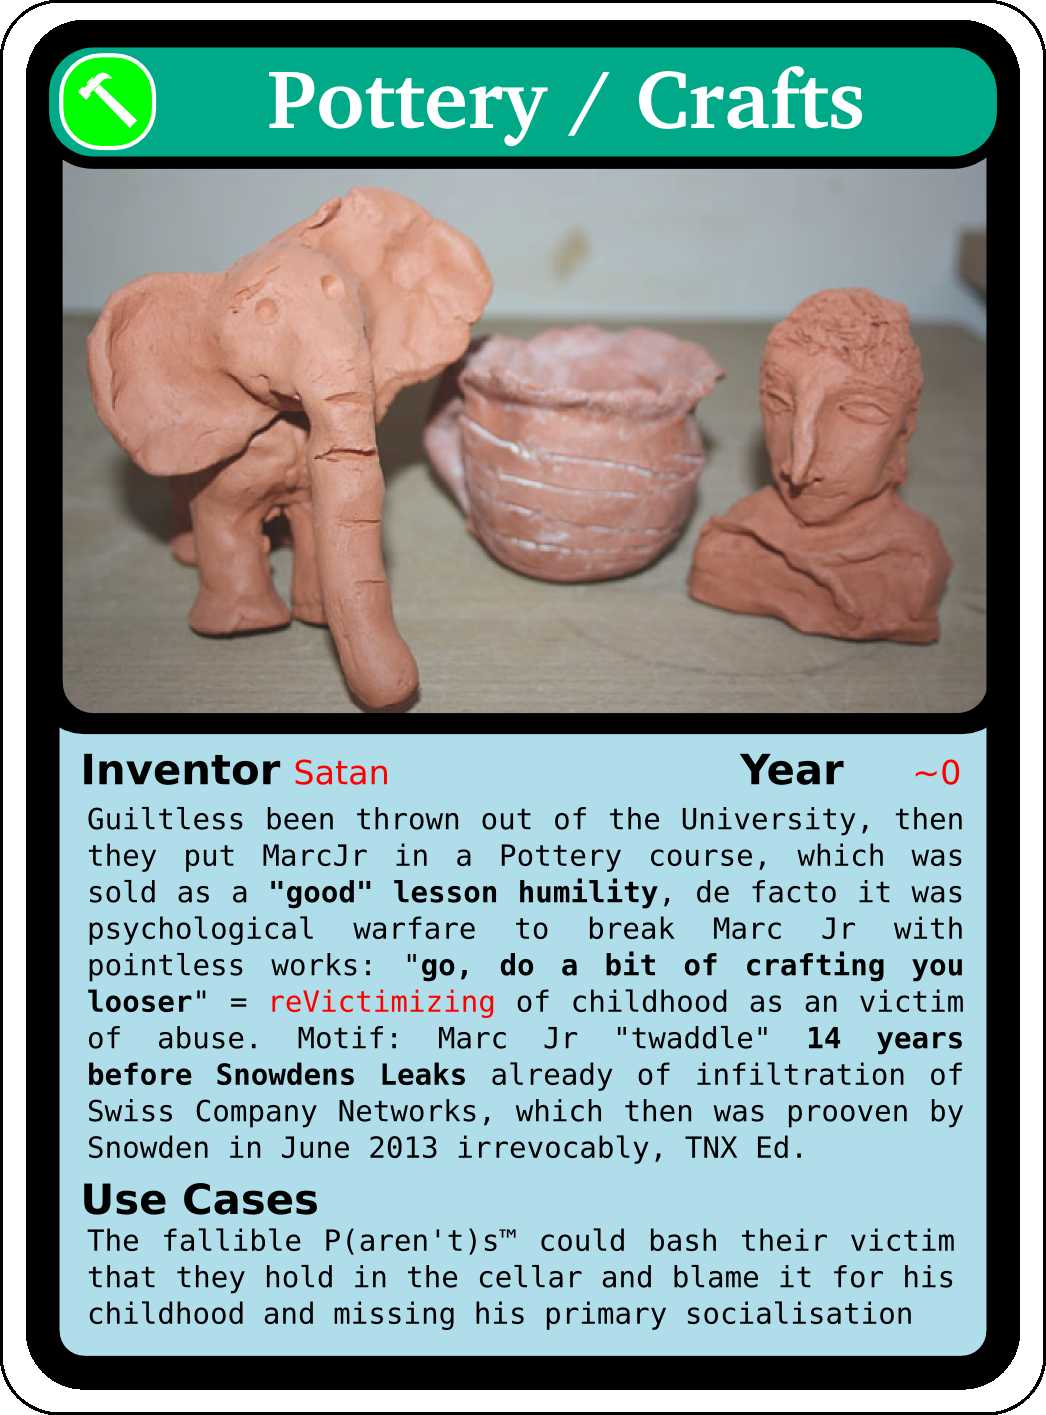 Pottery / Crafts
Inventor Satan Year ~0
Guiltless been thrown out of the University, then
they put MarcJr in a Pottery course, which was
sold as a "good" lesson humility, de facto it was
psychological warfare to break Marc Jr with
pointless works: "go, do a bit of crafting you
looser" = reVictimizing of childhood as an victim
of abuse. Motif: Marc Jr "twaddle" 14 years
before Snowdens Leaks already of infiltration of
Swiss Company Networks, which then was prooven by
Snowden in June 2013 irrevocably, TNX Ed.
Use Cases
The fallible P(aren't)s™ could bash their victim
that they hold in the cellar and blame it for his
childhood and missing his primary socialisation